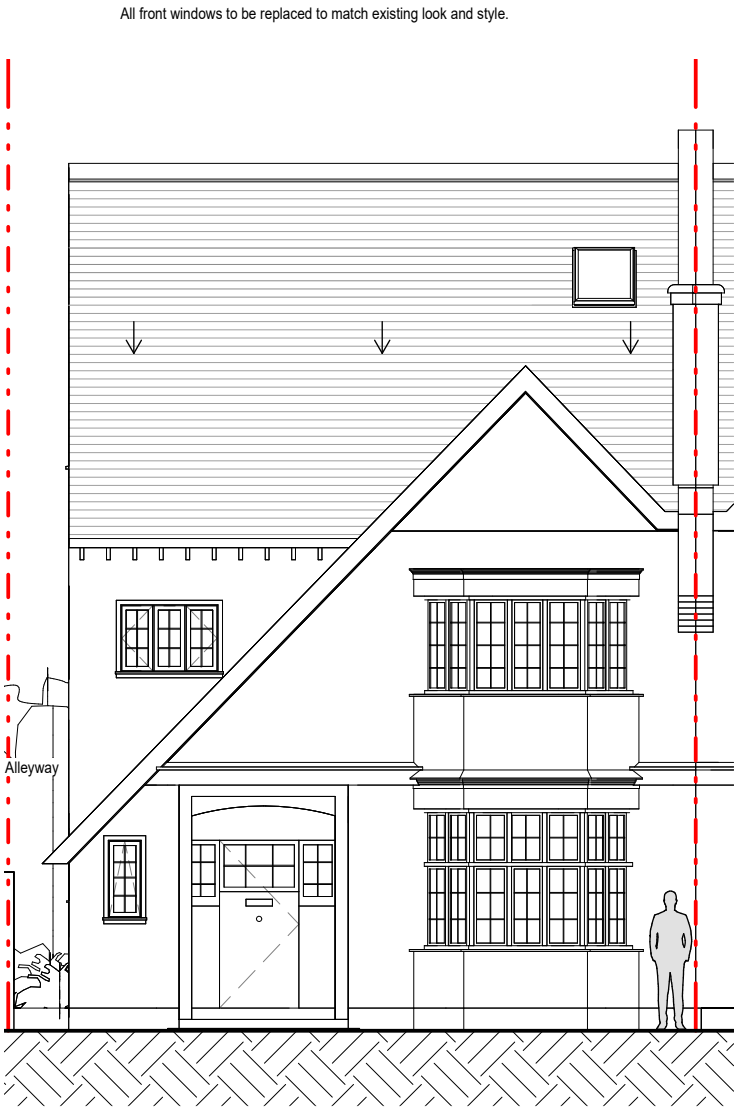 All front windows to be replaced to match existing look and style.
Alleyway